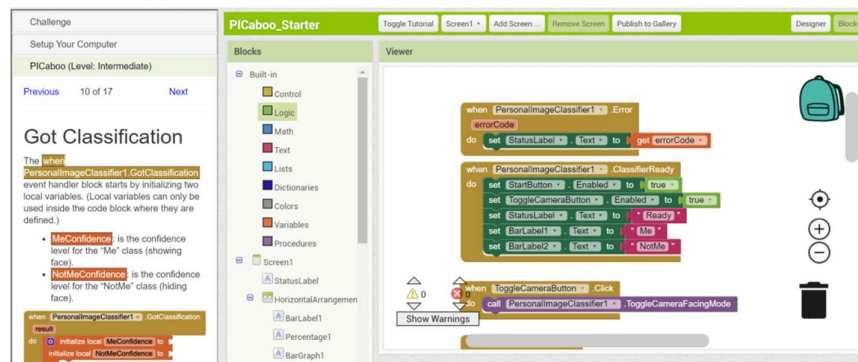 Challenge
Setup Your Computer
PICaboo (Level: Intermediate)
Previous 10 of 17 Next
Got Classification
The when
PersonalImageClassifier1.GotClassification
event handler block starts by initializing two
local variables. (Local variables can only be
used inside the code block where they are
defined.)
MeConfidence: is the confidence
level for the "Me" class (showing
face).
NotMeConfidence: is the confidence
level for the "NotMe" class (hiding
face).
when PersonalImageClassifier1 .GotClassification
result
do initialize local MeConfidence to
initialize local NotMeConfidence to
PICaboo_Starter
Toggle Tutorial Screen1 Add Screen ... Remove Screen Publish to Gallery Designer Blocks
Blocks
Built-in
Control
Logic
Math
Text
Lists
Dictionaries
Colors
Variables
Procedures
Screen1
StatusLabel
HorizontalArrangemen
BarLabel1
Percentage1
BarGraph1
Viewer
when PersonalImageClassifier1 .Error
errorCode
do set StatusLabel . Text to get errorCode
when PersonalImageClassifier1 .ClassifierReady
do set StartButton . Enabled to true
set ToggleCameraButton . Enabled to true
set StatusLabel . Text to " Ready "
set BarLabel1 . Text to " Me "
set BarLabel2 . Text to " NotMe "
when ToggleCameraButton .Click
do call PersonalImageClassifier1 .ToggleCameraFacingMode
0 0
Show Warnings